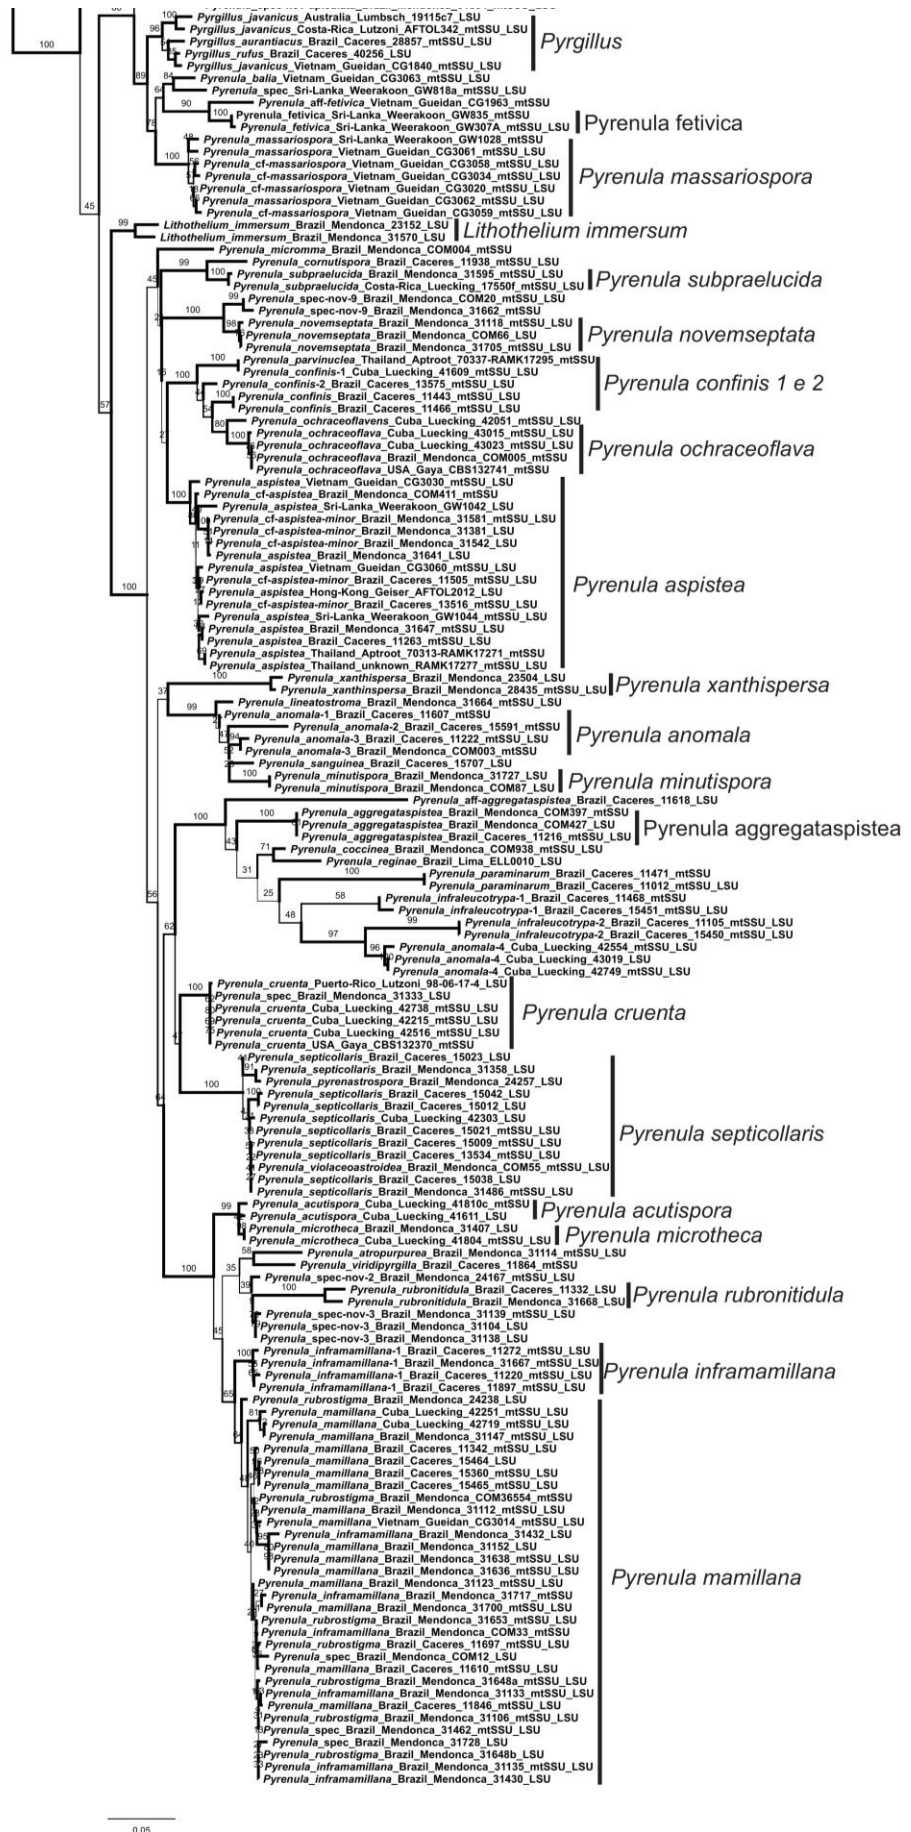 Pyrgillus_javanicus_Australia_Lumbsch_19115c7_LSU
Pyrgillus_javanicus_Costa-Rica_Lutzoni_AFTOL342_mtSSU_LSU
Pyrgillus_aurantiacus_Brazil_Caceres_28857_mtSSU_LSU
Pyrgillus_rufus_Brazil_Caceres_40256_LSU
Pyrgillus_javanicus_Vietnam_Gueidan_CG1840_mtSSU_LSU
Pyrgillus
Pyrenula_balia_Vietnam_Gueidan_CG3063_mtSSU_LSU
Pyrenula_spec_Sri-Lanka_Weerakoon_GW818a_mtSSU_LSU
Pyrenula_aff-fetivica_Vietnam_Gueidan_CG1963_mtSSU
Pyrenula_fetivica_Sri-Lanka_Weerakoon_GW835_mtSSU
Pyrenula_fetivica_Sri-Lanka_Weerakoon_GW307A_mtSSU_LSU
Pyrenula fetivica
Pyrenula_massariospora_Sri-Lanka_Weerakoon_GW1028_mtSSU
Pyrenula_massariospora_Vietnam_Gueidan_CG3061_mtSSU_LSU
Pyrenula_cf-massariospora_Vietnam_Gueidan_CG3058_mtSSU_LSU
Pyrenula_cf-massariospora_Vietnam_Gueidan_CG3034_mtSSU_LSU
Pyrenula_cf-massariospora_Vietnam_Gueidan_CG3020_mtSSU_LSU
Pyrenula_massariospora_Vietnam_Gueidan_CG3062_mtSSU_LSU
Pyrenula_cf-massariospora_Vietnam_Gueidan_CG3059_mtSSU_LSU
Pyrenula massariospora
Lithothelium_immersum_Brazil_Mendonca_23152_LSU
Lithothelium_immersum_Brazil_Mendonca_31570_LSU
Lithothelium immersum
Pyrenula_micromma_Brazil_Mendonca_COM004_mtSSU
Pyrenula_cornutispora_Brazil_Caceres_11938_mtSSU_LSU
Pyrenula_subpraelucida_Brazil_Mendonca_31595_mtSSU_LSU
Pyrenula_subpraelucida_Costa-Rica_Luecking_17550f_mtSSU_LSU
Pyrenula subpraelucida
Pyrenula_spec-nov-9_Brazil_Mendonca_COM20_mtSSU_LSU
Pyrenula_spec-nov-9_Brazil_Mendonca_31662_mtSSU_LSU
Pyrenula_novemseptata_Brazil_Mendonca_31118_mtSSU_LSU
Pyrenula_novemseptata_Brazil_Mendonca_COM66_LSU
Pyrenula_novemseptata_Brazil_Mendonca_31705_mtSSU_LSU
Pyrenula novemseptata
Pyrenula_parvinuclea_Thailand_Aptroot_70337-RAMK17295_mtSSU
Pyrenula_confinis-1_Cuba_Luecking_41609_mtSSU_LSU
Pyrenula_confinis-2_Brazil_Caceres_13575_mtSSU_LSU
Pyrenula_confinis_Brazil_Caceres_11443_mtSSU_LSU
Pyrenula_confinis_Brazil_Caceres_11466_mtSSU_LSU
Pyrenula confinis 1 e 2
Pyrenula_ochraceoflavens_Cuba_Luecking_42051_mtSSU_LSU
Pyrenula_ochraceoflava_Cuba_Luecking_43015_mtSSU_LSU
Pyrenula_ochraceoflava_Cuba_Luecking_43023_mtSSU_LSU
Pyrenula_ochraceoflava_Brazil_Mendonca_COM005_mtSSU_LSU
Pyrenula_ochraceoflava_USA_Gaya_CBS132741_mtSSU
Pyrenula ochraceoflava
Pyrenula_aspistea_Vietnam_Gueidan_CG3030_mtSSU_LSU
Pyrenula_cf-aspistea_Brazil_Mendonca_COM411_mtSSU
Pyrenula_aspistea_Sri-Lanka_Weerakoon_GW1042_LSU
Pyrenula_cf-aspistea-minor_Brazil_Mendonca_31581_mtSSU_LSU
Pyrenula_cf-aspistea-minor_Brazil_Mendonca_31381_LSU
Pyrenula_cf-aspistea-minor_Brazil_Mendonca_31542_LSU
Pyrenula_aspistea_Brazil_Mendonca_31641_LSU
Pyrenula_aspistea_Vietnam_Gueidan_CG3060_mtSSU_LSU
Pyrenula_cf-aspistea-minor_Brazil_Caceres_11505_mtSSU_LSU
Pyrenula_aspistea_Hong-Kong_Geiser_AFTOL2012_LSU
Pyrenula_cf-aspistea-minor_Brazil_Caceres_13516_mtSSU_LSU
Pyrenula_aspistea_Sri-Lanka_Weerakoon_GW1044_LSU
Pyrenula_aspistea_Brazil_Mendonca_31647_mtSSU_LSU
Pyrenula_aspistea_Brazil_Caceres_11263_mtSSU_LSU
Pyrenula_aspistea_Thailand_Aptroot_70313-RAMK17271_mtSSU
Pyrenula_aspistea_Thailand_unknown_RAMK17277_mtSSU_LSU
Pyrenula aspistea
Pyrenula_xanthispersa_Brazil_Mendonca_23504_LSU
Pyrenula_xanthinspersa_Brazil_Mendonca_28435_mtSSU_LSU
Pyrenula xanthispersa
Pyrenula_lineatostroma_Brazil_Mendonca_31664_mtSSU_LSU
Pyrenula_anomala-1_Brazil_Caceres_11607_mtSSU
Pyrenula_anomala-2_Brazil_Caceres_15591_mtSSU_LSU
Pyrenula_anomala-3_Brazil_Caceres_11222_mtSSU_LSU
Pyrenula_anomala-3_Brazil_Mendonca_COM003_mtSSU
Pyrenula anomala
Pyrenula_sanguinea_Brazil_Caceres_15707_LSU
Pyrenula_minutispora_Brazil_Mendonca_31727_LSU
Pyrenula_minutispora_Brazil_Mendonca_COM87_LSU
Pyrenula minutispora
Pyrenula_aff-aggregataspistea_Brazil_Caceres_11618_LSU
Pyrenula_aggregataspistea_Brazil_Mendonca_COM397_mtSSU
Pyrenula_aggregataspistea_Brazil_Mendonca_COM427_LSU
Pyrenula_aggregataspistea_Brazil_Caceres_11216_mtSSU_LSU
Pyrenula aggregataspistea
Pyrenula_coccinea_Brazil_Mendonca_COM938_mtSSU_LSU
Pyrenula_reginae_Brazil_Lima_ELL0010_LSU
Pyrenula_paraminarum_Brazil_Caceres_11471_mtSSU
Pyrenula_paraminarum_Brazil_Caceres_11012_mtSSU_LSU
Pyrenula_infraleucotrypa-1_Brazil_Caceres_11468_mtSSU
Pyrenula_infraleucotrypa-1_Brazil_Caceres_15451_mtSSU_LSU
Pyrenula_infraleucotrypa-2_Brazil_Caceres_11105_mtSSU_LSU
Pyrenula_infraleucotrypa-2_Brazil_Caceres_15450_mtSSU_LSU
Pyrenula_anomala-4_Cuba_Luecking_42554_mtSSU_LSU
Pyrenula_anomala-4_Cuba_Luecking_43019_LSU
Pyrenula_anomala-4_Cuba_Luecking_42749_mtSSU_LSU
Pyrenula_cruenta_Puerto-Rico_Lutzoni_98-06-17-4_LSU
Pyrenula_spec_Brazil_Mendonca_31333_LSU
Pyrenula_cruenta_Cuba_Luecking_42738_mtSSU_LSU
Pyrenula_cruenta_Cuba_Luecking_42215_mtSSU_LSU
Pyrenula_cruenta_Cuba_Luecking_42516_mtSSU_LSU
Pyrenula_cruenta_USA_Gaya_CBS132370_mtSSU
Pyrenula cruenta
Pyrenula_septicollaris_Brazil_Caceres_15023_LSU
Pyrenula_septicollaris_Brazil_Mendonca_31358_LSU
Pyrenula_pyrenastrospora_Brazil_Mendonca_24257_LSU
Pyrenula_septicollaris_Brazil_Caceres_15042_LSU
Pyrenula_septicollaris_Brazil_Caceres_15012_LSU
Pyrenula_septicollaris_Cuba_Luecking_42303_LSU
Pyrenula_septicollaris_Brazil_Caceres_15021_LSU
Pyrenula_septicollaris_Brazil_Caceres_15009_mtSSU_LSU
Pyrenula_septicollaris_Brazil_Caceres_13534_mtSSU_LSU
Pyrenula_violaceoastroidea_Brazil_Mendonca_COM55_mtSSU_LSU
Pyrenula_septicollaris_Brazil_Caceres_15038_LSU
Pyrenula_septicollaris_Brazil_Mendonca_31486_mtSSU_LSU
Pyrenula septicollaris
Pyrenula_acutispora_Cuba_Luecking_41810c_mtSSU
Pyrenula_acutispora_Cuba_Luecking_41611_LSU
Pyrenula acutispora
Pyrenula_microtheca_Brazil_Mendonca_31407_LSU
Pyrenula_microtheca_Cuba_Luecking_41804_mtSSU_LSU
Pyrenula microtheca
Pyrenula_atropurpurea_Brazil_Mendonca_31114_mtSSU_LSU
Pyrenula_viridipyrgilla_Brazil_Caceres_11864_mtSSU
Pyrenula_spec-nov-2_Brazil_Mendonca_24167_mtSSU_LSU
Pyrenula_rubronitidula_Brazil_Caceres_11332_LSU
Pyrenula_rubronitidula_Brazil_Mendonca_31668_LSU
Pyrenula rubronitidula
Pyrenula_spec-nov-3_Brazil_Mendonca_31139_mtSSU_LSU
Pyrenula_spec-nov-3_Brazil_Mendonca_31104_LSU
Pyrenula_spec-nov-3_Brazil_Mendonca_31138_LSU
Pyrenula_inframamillana-1_Brazil_Caceres_11272_mtSSU
Pyrenula_inframamillana-1_Brazil_Mendonca_31667_mtSSU_LSU
Pyrenula_inframamillana-1_Brazil_Caceres_11220_mtSSU_LSU
Pyrenula_inframamillana-1_Brazil_Caceres_11897_mtSSU_LSU
Pyrenula inframamillana
Pyrenula_rubrostigma_Brazil_Mendonca_24238_LSU
Pyrenula_mamillana_Cuba_Luecking_42251_mtSSU_LSU
Pyrenula_mamillana_Cuba_Luecking_42719_mtSSU_LSU
Pyrenula_mamillana_Brazil_Mendonca_31147_mtSSU_LSU
Pyrenula_mamillana_Brazil_Caceres_11342_mtSSU_LSU
Pyrenula_mamillana_Brazil_Caceres_15464_LSU
Pyrenula_mamillana_Brazil_Caceres_15360_mtSSU_LSU
Pyrenula_mamillana_Brazil_Caceres_15465_mtSSU_LSU
Pyrenula_rubrostigma_Brazil_Mendonca_COM36554_mtSSU
Pyrenula_mamillana_Brazil_Mendonca_31112_mtSSU_LSU
Pyrenula_mamillana_Vietnam_Gueidan_CG3014_mtSSU_LSU
Pyrenula_inframamillana_Brazil_Mendonca_31432_LSU
Pyrenula_mamillana_Brazil_Mendonca_31152_LSU
Pyrenula_mamillana_Brazil_Mendonca_31638_mtSSU_LSU
Pyrenula_mamillana_Brazil_Mendonca_31636_mtSSU_LSU
Pyrenula_mamillana_Brazil_Mendonca_31123_mtSSU_LSU
Pyrenula_inframamillana_Brazil_Mendonca_31717_mtSSU
Pyrenula_mamillana_Brazil_Mendonca_31700_mtSSU_LSU
Pyrenula_rubrostigma_Brazil_Mendonca_31653_mtSSU_LSU
Pyrenula_inframamillana_Brazil_Mendonca_COM33_mtSSU
Pyrenula_rubrostigma_Brazil_Caceres_11697_mtSSU_LSU
Pyrenula_spec_Brazil_Mendonca_COM12_LSU
Pyrenula_mamillana_Brazil_Caceres_11610_mtSSU_LSU
Pyrenula_rubrostigma_Brazil_Mendonca_31648a_mtSSU_LSU
Pyrenula_inframamillana_Brazil_Mendonca_31133_mtSSU_LSU
Pyrenula_mamillana_Brazil_Caceres_11846_mtSSU_LSU
Pyrenula_rubrostigma_Brazil_Mendonca_31106_mtSSU_LSU
Pyrenula_spec_Brazil_Mendonca_31462_mtSSU_LSU
Pyrenula_spec_Brazil_Mendonca_31728_LSU
Pyrenula_rubrostigma_Brazil_Mendonca_31648b_LSU
Pyrenula_inframamillana_Brazil_Mendonca_31135_mtSSU_LSU
Pyrenula_inframamillana_Brazil_Mendonca_31430_LSU
Pyrenula mamillana
0.05